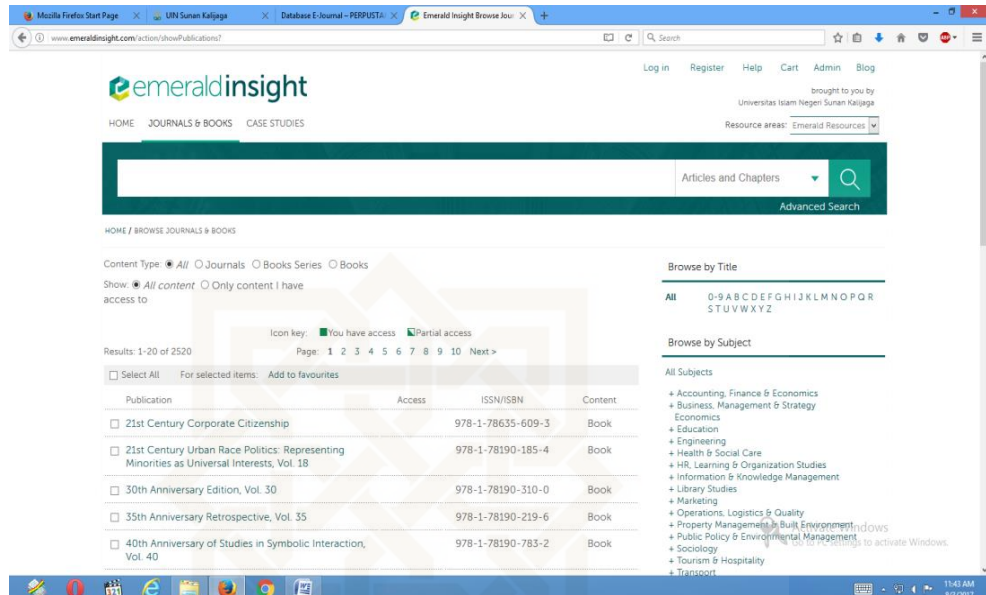 Mozilla Firefox Start Page
UIN Sunan Kalijaga
Database E-Journal – PERPUSTA
Emerald Insight Browse Jour
www.emeraldinsight.com/action/showPublications?
Search
Log in Register Help Cart Admin Blog
emeraldinsight
brought to you by
Universitas Islam Negeri Sunan Kalijaga
HOME JOURNALS & BOOKS CASE STUDIES
Resource areas: Emerald Resources
Articles and Chapters
Advanced Search
HOME / BROWSE JOURNALS & BOOKS
Content Type: All Journals Books Series Books
Show: All content Only content I have
access to
Icon key: You have access Partial access
Results: 1-20 of 2520 Page: 1 2 3 4 5 6 7 8 9 10 Next >
Select All For selected items: Add to favourites
Publication Access ISSN/ISBN Content
21st Century Corporate Citizenship 978-1-78635-609-3 Book
21st Century Urban Race Politics: Representing 978-1-78190-185-4 Book
Minorities as Universal Interests, Vol. 18
30th Anniversary Edition, Vol. 30 978-1-78190-310-0 Book
35th Anniversary Retrospective, Vol. 35 978-1-78190-219-6 Book
40th Anniversary of Studies in Symbolic Interaction, 978-1-78190-783-2 Book
Vol. 40
Browse by Title
All 0-9 A B C D E F G H I J K L M N O P Q R
S T U V W X Y Z
Browse by Subject
All Subjects
+ Accounting, Finance & Economics
+ Business, Management & Strategy
Economics
+ Education
+ Engineering
+ Health & Social Care
+ HR, Learning & Organization Studies
+ Information & Knowledge Management
+ Library Studies
+ Marketing
+ Operations, Logistics & Quality
+ Property Management & Built Environment
+ Public Policy & Environmental Management
+ Sociology
+ Tourism & Hospitality
+ Transport
Activate Windows
Go to PC settings to activate Windows.
11:43 AM